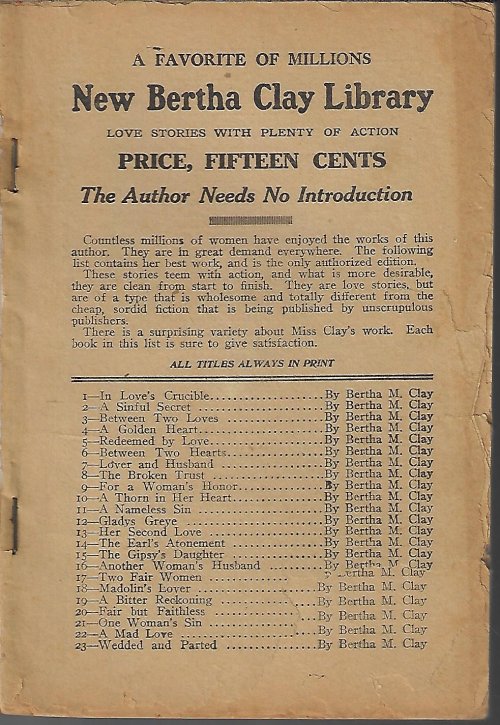 A FAVORITE OF MILLIONS
New Bertha Clay Library
LOVE STORIES WITH PLENTY OF ACTION
PRICE, FIFTEEN CENTS
The Author Needs No Introduction
Countless millions of women have enjoyed the works of this
author. They are in great demand everywhere. The following
list contains her best work, and is the only authorized edition.
These stories teem with action, and what is more desirable,
they are clean from start to finish. They are love stories, but
are of a type that is wholesome and totally different from the
cheap, sordid fiction that is being published by unscrupulous
publishers.
There is a surprising variety about Miss Clay's work. Each
book in this list is sure to give satisfaction.
ALL TITLES ALWAYS IN PRINT
1—In Love's Crucible....................By Bertha M. Clay
2—A Sinful Secret ......................By Bertha M. Clay
3—Between Two Loves ..................By Bertha M. Clay
4—A Golden Heart......................By Bertha M. Clay
5—Redeemed by Love....................By Bertha M. Clay
6—Between Two Hearts..................By Bertha M. Clay
7—Lover and Husband ..................By Bertha M. Clay
8—The Broken Trust ....................By Bertha M. Clay
9—For a Woman's Honor................By Bertha M. Clay
10—A Thorn in Her Heart................By Bertha M. Clay
11—A Nameless Sin ......................By Bertha M. Clay
12—Gladys Greye ........................By Bertha M. Clay
13—Her Second Love ....................By Bertha M. Clay
14—The Earl's Atonement ................By Bertha M. Clay
15—The Gipsy's Daughter ................By Bertha M. Clay
16—Another Woman's Husband ..........By Bertha M. Clay
17—Two Fair Women ..............y Bertha M. Clay
18—Madolin's Lover ....................By Bertha M. Clay
19—A Bitter Reckoning ..................By Bertha M. Clay
20—Fair but Faithless ..................By Bertha M. Clay
21—One Woman's Sin ..................By Bertha M. Clay
22—A Mad Love ........................By Bertha M. Clay
23—Wedded and Parted ................By Bertha M. Clay